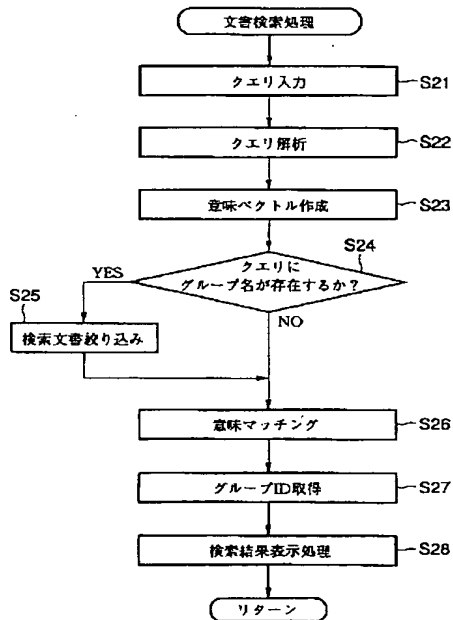 文書検索処理
クエリ入力
S21
クエリ解析
S22
意味ベクトル作成
S23
S24
クエリに
グループ名が存在するか？
YES
NO
S25
検索文書絞り込み
意味マッチング
S26
グループID取得
S27
検索結果表示処理
S28
リターン